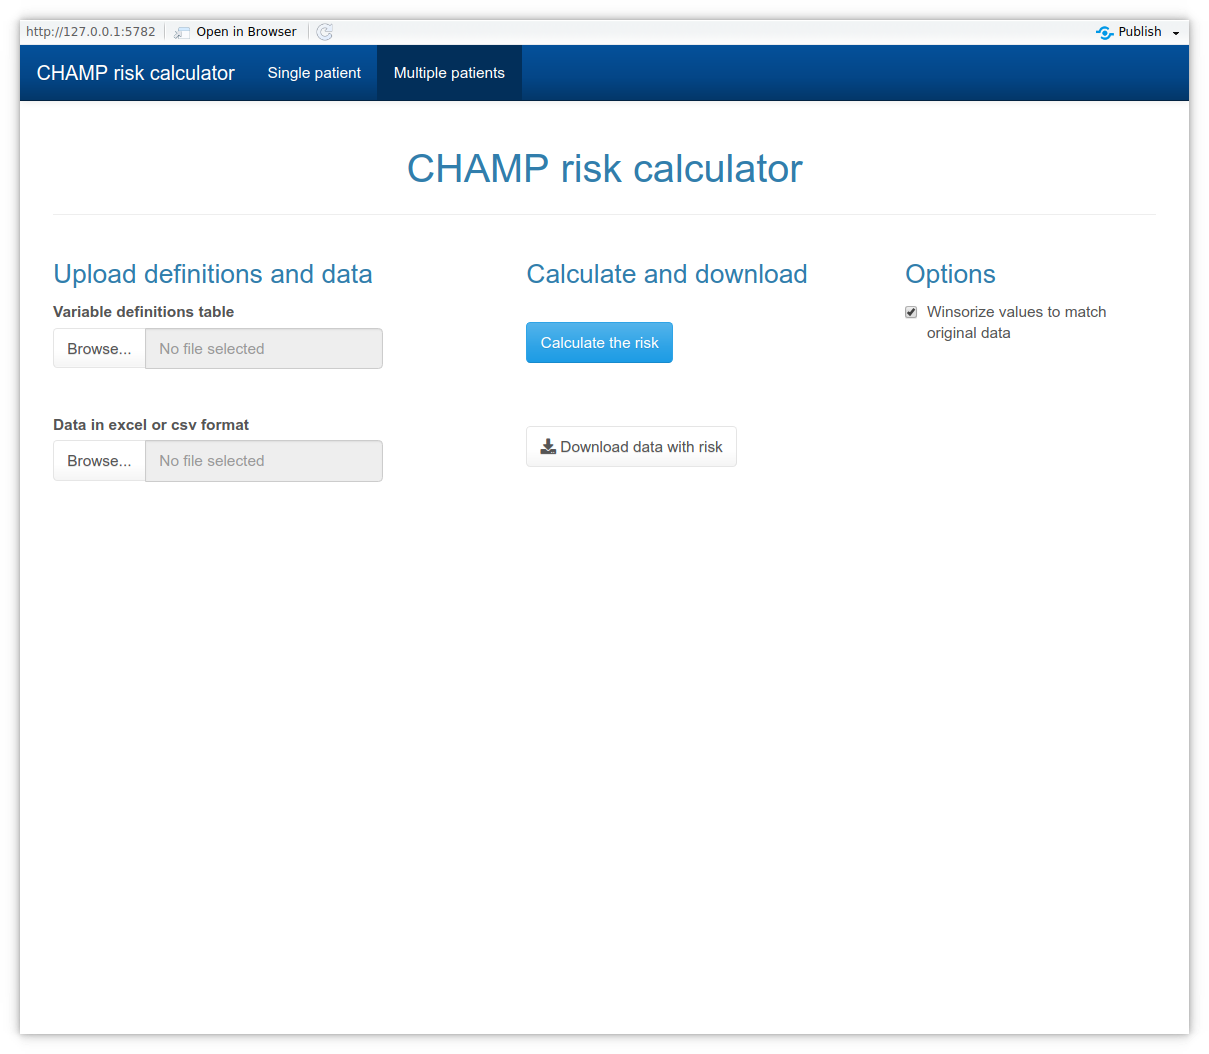 http://127.0.0.1:5782 Open in Browser Publish
CHAMP risk calculator Single patient Multiple patients
CHAMP risk calculator
Upload definitions and data
Variable definitions table
Browse... No file selected
Data in excel or csv format
Browse... No file selected
Calculate and download
Calculate the risk
Download data with risk
Options
Winsorize values to match
original data